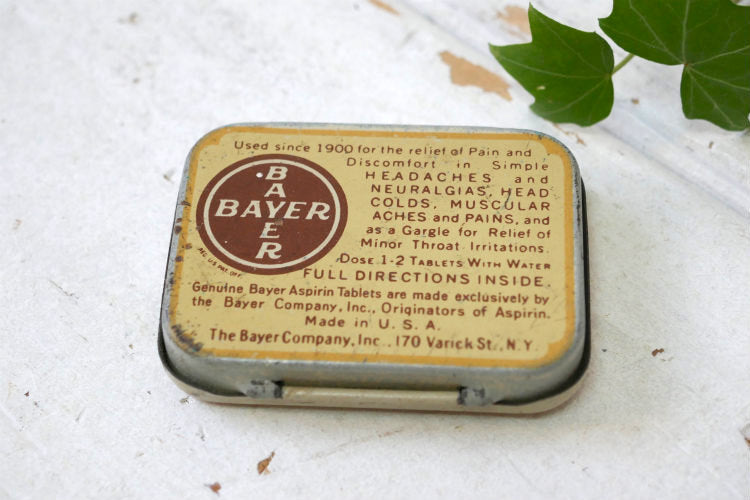 Used since 1900 for the relief of Pain and
Discomfort in Simple
HEADACHES and
NEURALGIAS, HEAD
COLDS, MUSCULAR
ACHES and PAINS, and
as a Gargle for Relief of
Minor Throat Irritations.
BAYER
BAYER
REG. U.S. PAT. OFF.
DOSE 1-2 TABLETS WITH WATER
FULL DIRECTIONS INSIDE.
Genuine Bayer Aspirin Tablets are made exclusively by
the Bayer Company, Inc., Originators of Aspirin.
Made in U. S. A.
The Bayer Company, Inc., 170 Varick St., N.Y.